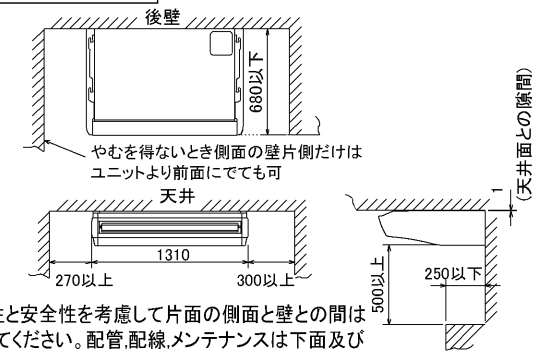 後壁
680以下
やむを得ないとき側面の壁片側だけは
ユニットより前面にでても可
天井
1310
270以上
300以上
1
(天井面との隙間)
500以上
250以下
と安全性を考慮して片面の側面と壁との間は
てください。配管,配線,メンテナンスは下面及び